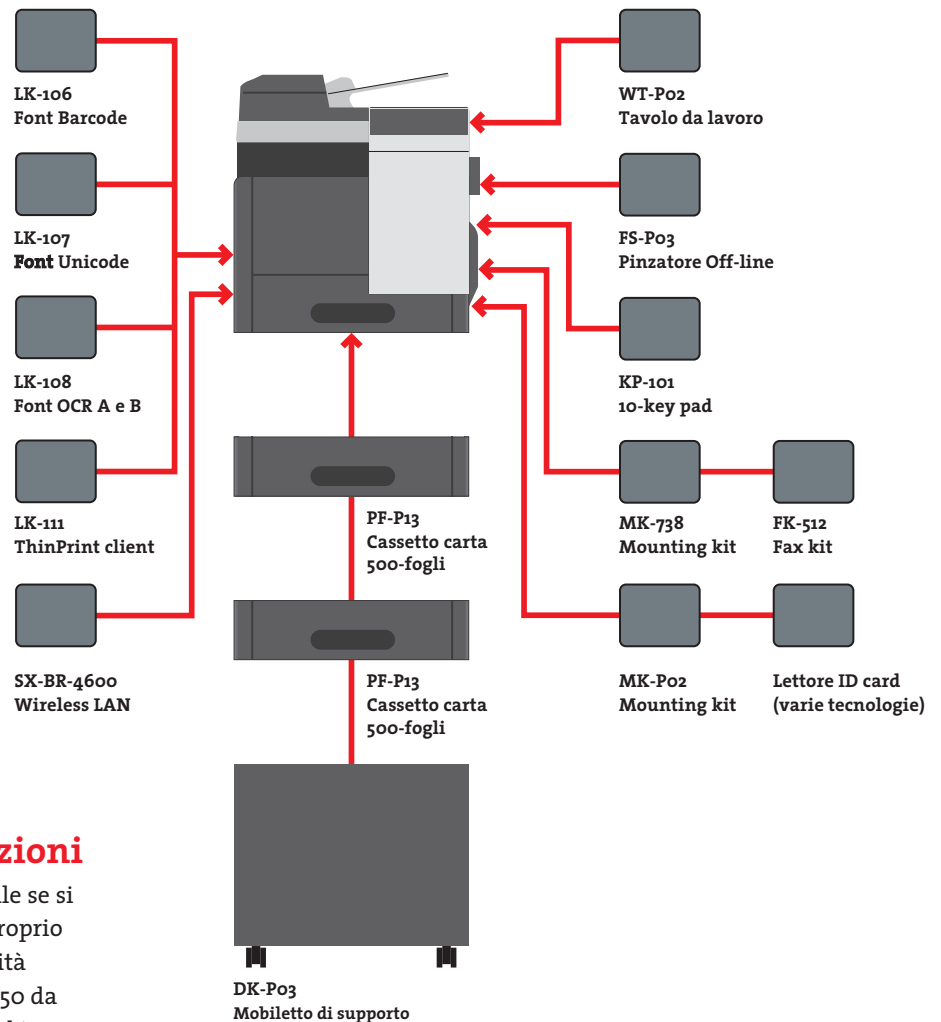 LK-106
Font Barcode
LK-107
Font Unicode
LK-108
Font OCR A e B
LK-111
ThinPrint client
SX-BR-4600
Wireless LAN
WT-P02
Tavolo da lavoro
FS-P03
Pinzatore Off-line
KP-101
10-key pad
MK-738
Mounting kit
FK-512
Fax kit
MK-P02
Mounting kit
Lettore ID card
(varie tecnologie)
PF-P13
Cassetto carta
500-fogli
PF-P13
Cassetto carta
500-fogli
DK-P03
Mobiletto di supporto
zioni
le se si
roprio
ità
50 da